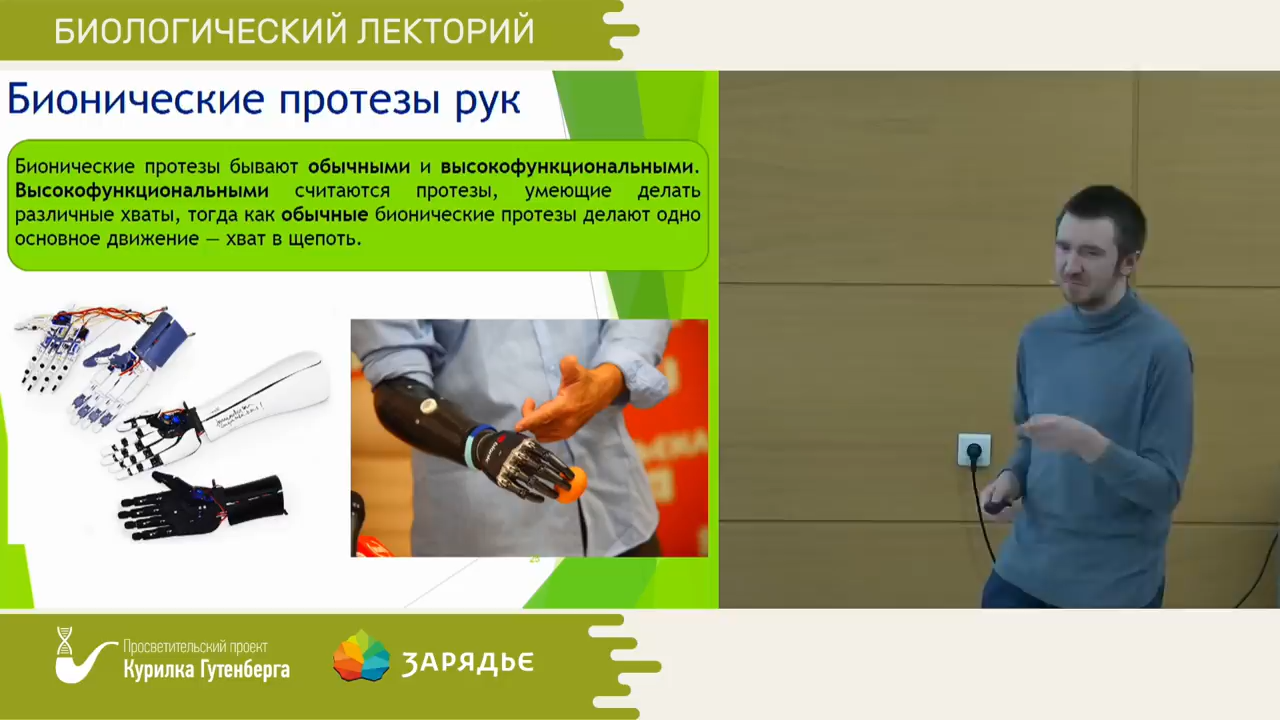 БИОЛОГИЧЕСКИЙ ЛЕКТОРИЙ
Бионические протезы рук
Бионические протезы бывают обычными и высокофункциональными.
Высокофункциональными считаются протезы, умеющие делать
различные хваты, тогда как обычные бионические протезы делают одно
основное движение — хват в щепоть.
25
Просветительский проект
Курилка Гутенберга
ЗАРЯДЬЕ